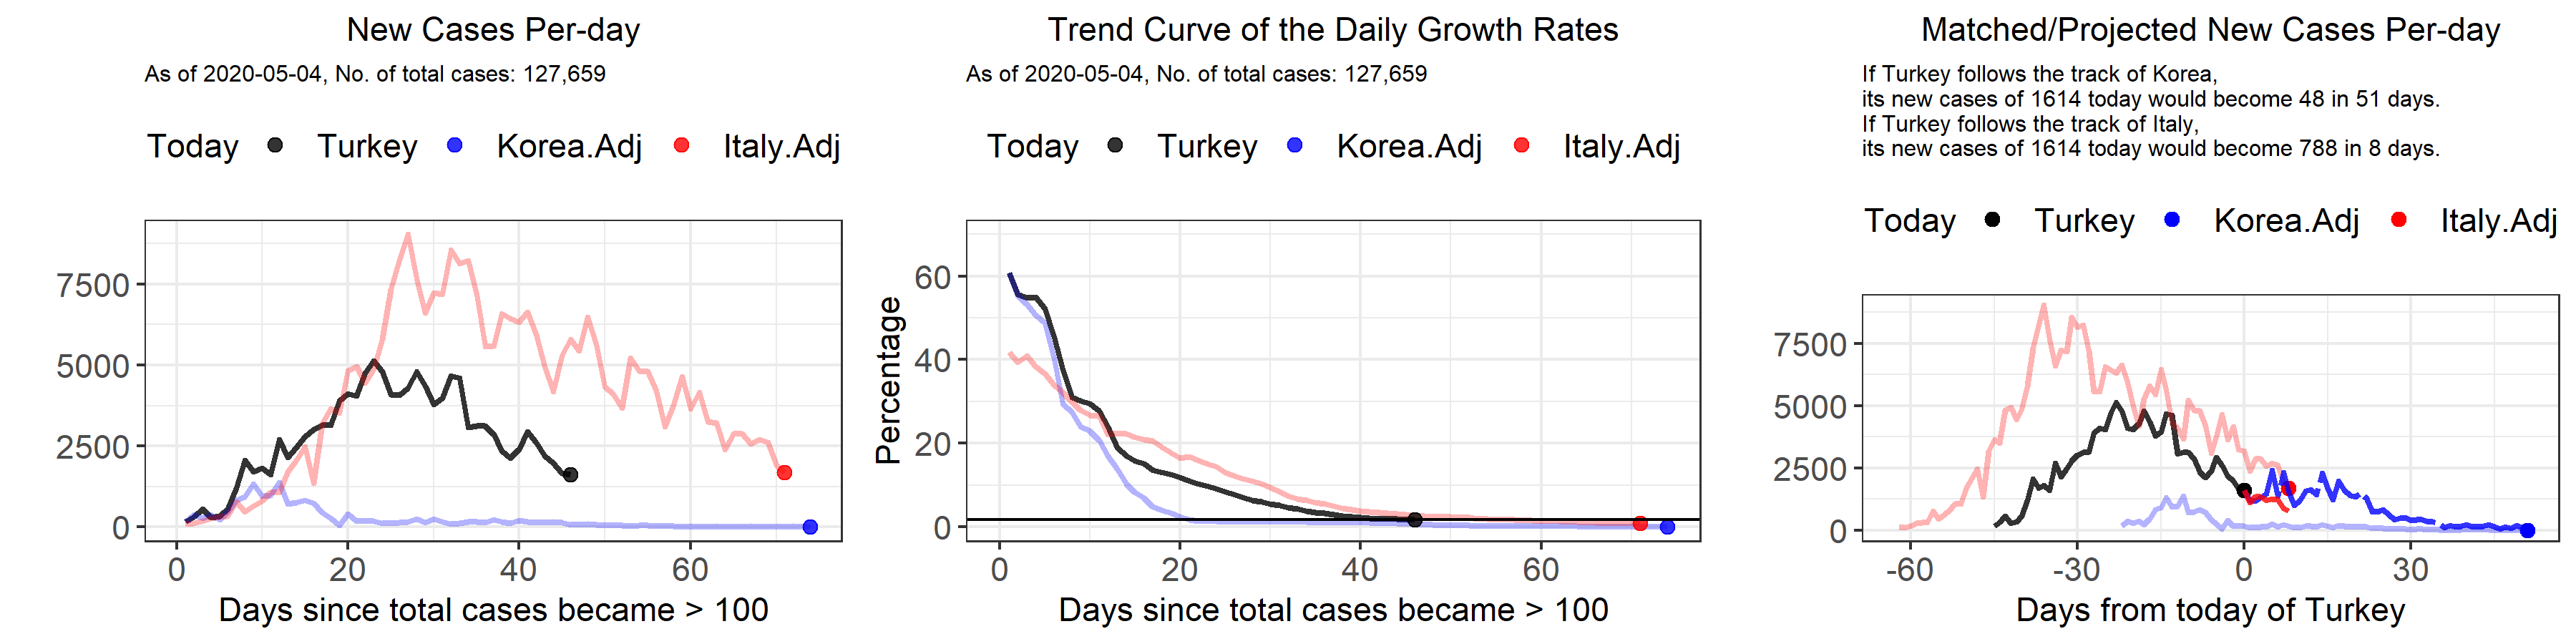 New Cases Per-day
As of 2020-05-04, No. of total cases: 127,659
Today Turkey Korea.Adj Italy.Adj
7500
5000
2500
0
0 20 40 60
Days since total cases became > 100
Trend Curve of the Daily Growth Rates
As of 2020-05-04, No. of total cases: 127,659
Today Turkey Korea.Adj Italy.Adj
Percentage
60
40
20
0
0 20 40 60
Days since total cases became > 100
Matched/Projected New Cases Per-day
If Turkey follows the track of Korea,
its new cases of 1614 today would become 48 in 51 days.
If Turkey follows the track of Italy,
its new cases of 1614 today would become 788 in 8 days.
Today Turkey Korea.Adj Italy.Adj
7500
5000
2500
0
-60 -30 0 30
Days from today of Turkey